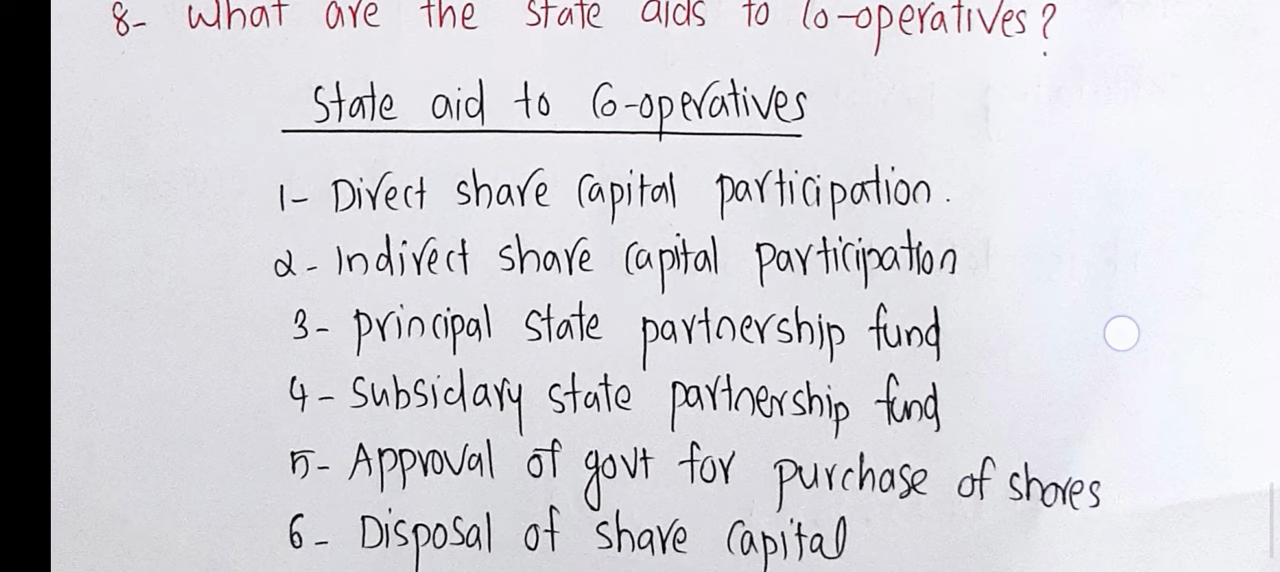 8- What are the state aids to Co-operatives?
State aid to Co-operatives
1- Direct share capital participation.
2- Indirect share capital participation
3- principal state partnership fund
4- subsidary state partnership fund
5- Approval of govt for purchase of shares
6- Disposal of share capital